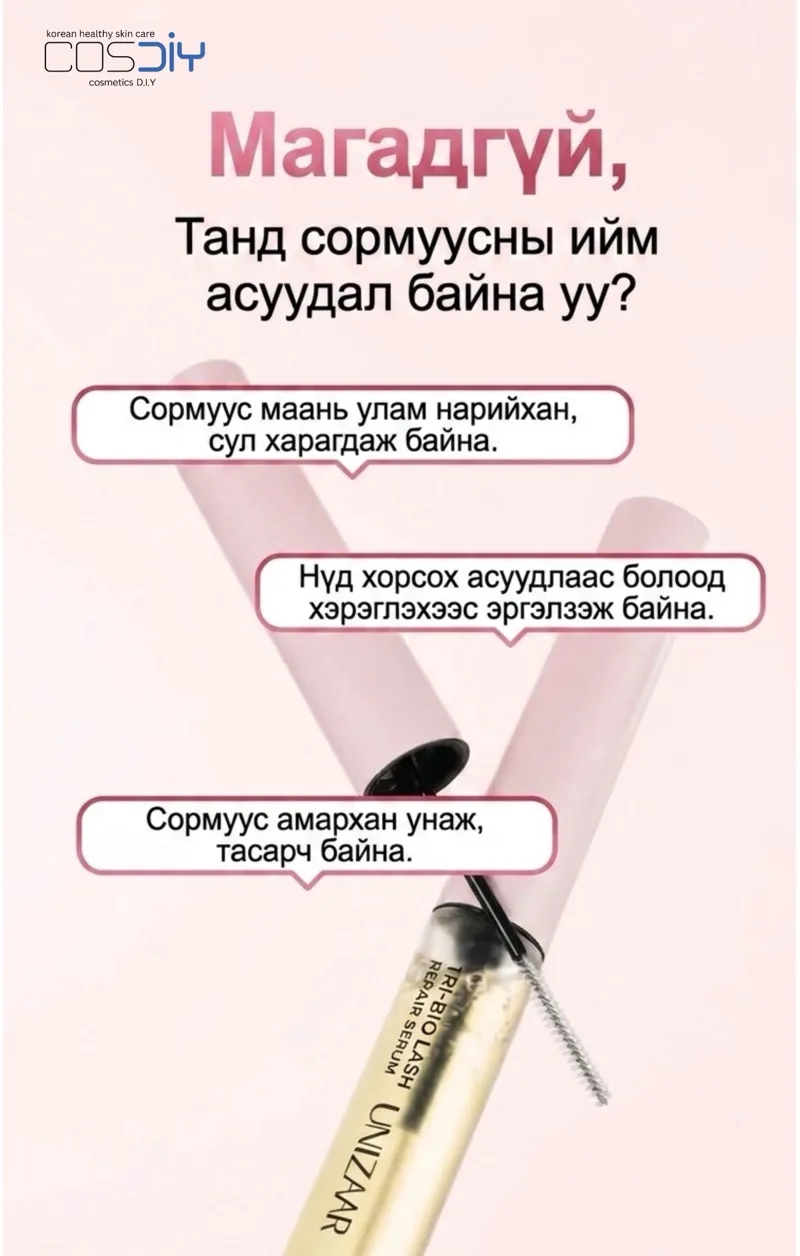 korean healthy skin care
COSDiY
cosmetics D.I.Y
Магадгүй,
Танд сормуусны ийм
асуудал байна уу?
Сормуус маань улам нарийхан,
сул харагдаж байна.
Нүд хорсох асуудлаас болоод
хэрэглэхээс эргэлзэж байна.
Сормуус амархан унаж,
тасарч байна.
TRI-BIO LASH
REPAIR SERUM
UNIZAAR